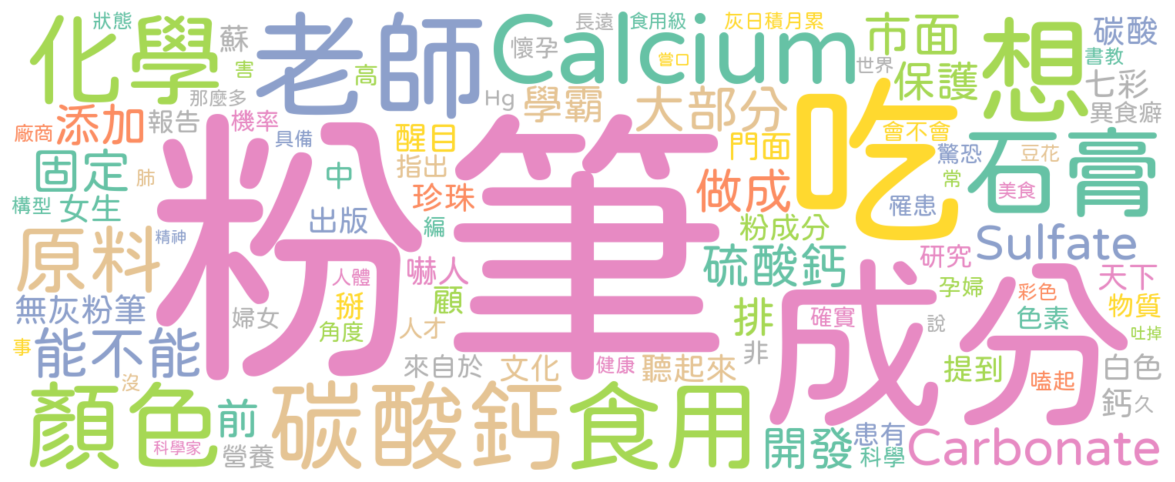 狀態
化學
蘇
害
那麼多
老師
高
Calcium
懷孕
長遠
食用級
灰日積月累
嘗口
世界
市面
保護
想
碳酸
書教
七彩
異食癖
Hg
學霸
大部分
廠商
添加
報告
機率
具備
醒目
指出
門面
吃
會不會
驚恐
豆花
石膏
固定
肺
中
珍珠
做成
常
美食
構型
女生
出版
編
粉成分
罹患
Sulfate
原料
精神
粉筆
人體
嚇人
硫酸鈣
研究
天下
無灰粉筆
婦女
掰
角度
顧
人才
排
成分
確實
說
孕婦
彩色
色素
物質
吐掉
事
能不能
來自於
文化
健康
聽起來
非
提到
嗑起
白色
沒
顏色
前
碳酸鈣
食用
鈣
久
科學家
營養
開發
患有
科學
Carbonate